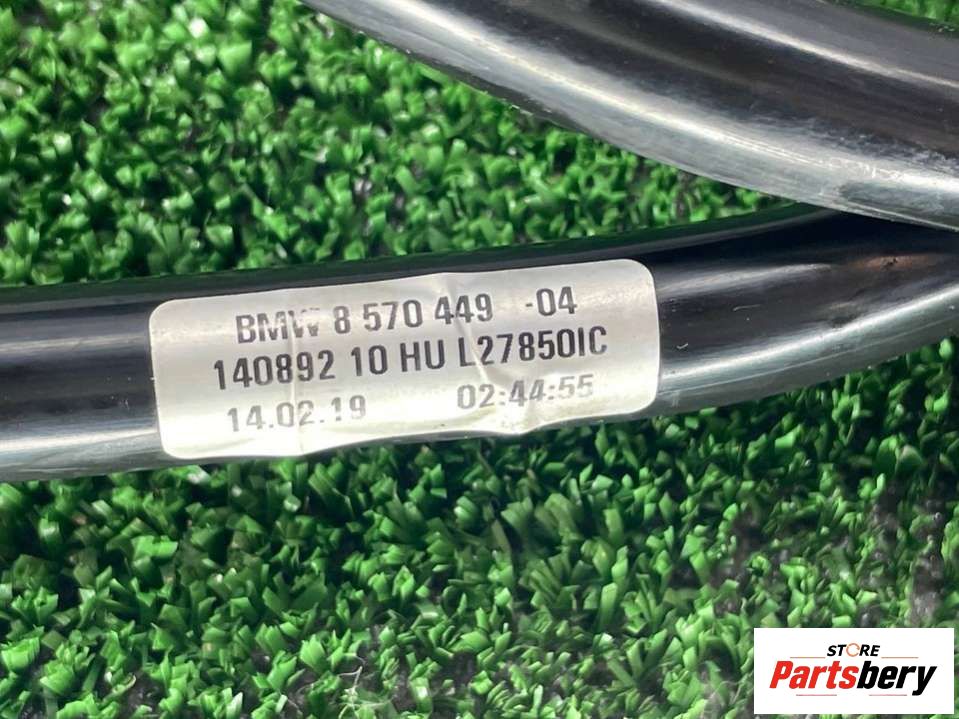 BMW 8 570 449 -04
140892 10 HU L27850IC
14.02.19 02:44:55
STORE
Partsbery